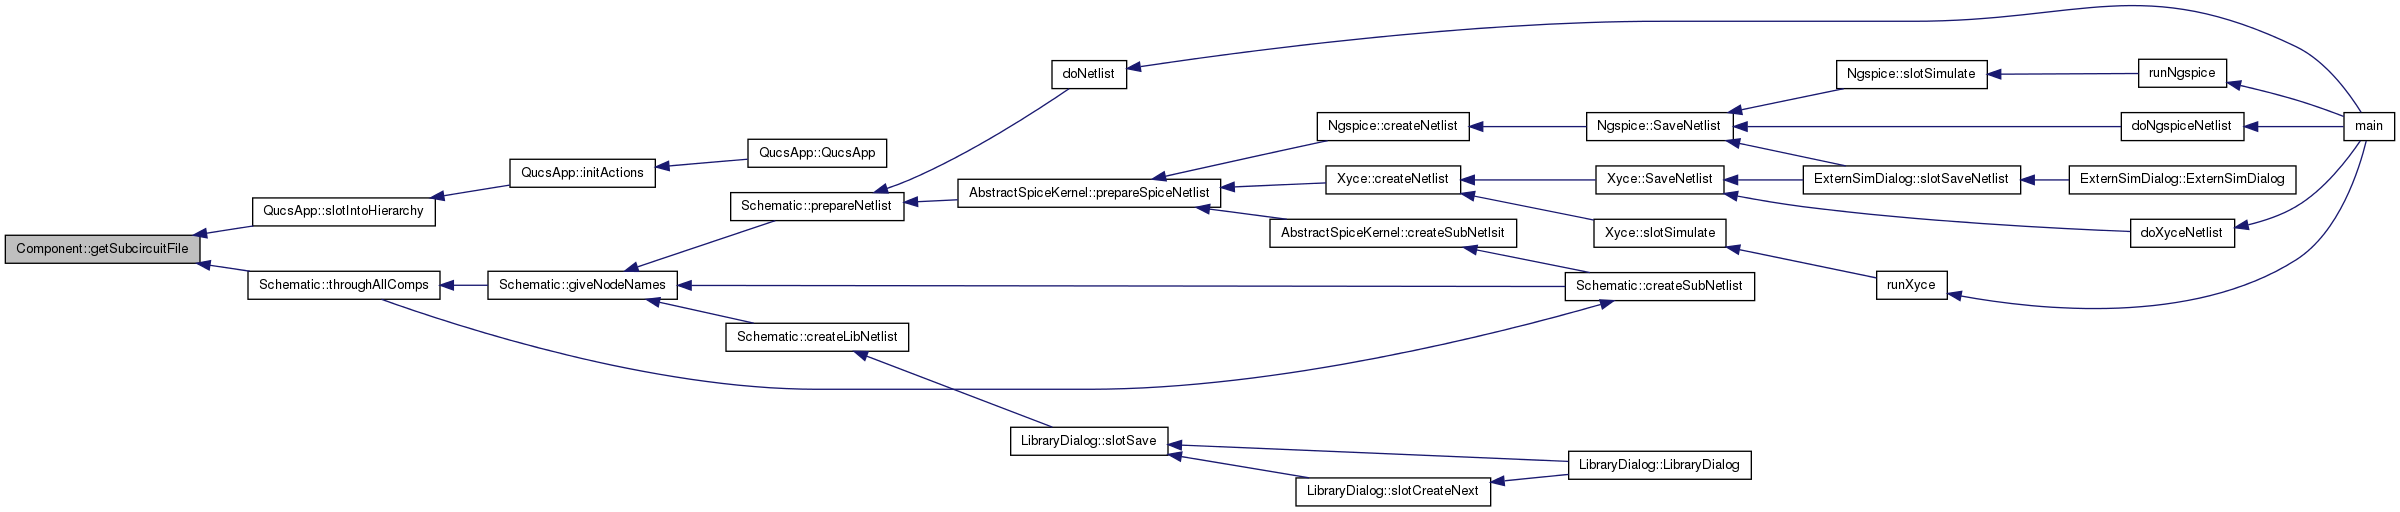 doNetlist
Ngspice::slotSimulate
runNgspice
Ngspice::createNetlist
Ngspice::SaveNetlist
doNgspiceNetlist
main
QucsApp::QucsApp
QucsApp::initActions
AbstractSpiceKernel::prepareSpiceNetlist
Xyce::createNetlist
Xyce::SaveNetlist
ExternSimDialog::slotSaveNetlist
ExternSimDialog::ExternSimDialog
QucsApp::slotIntoHierarchy
Schematic::prepareNetlist
AbstractSpiceKernel::createSubNetlsit
Xyce::slotSimulate
doXyceNetlist
Component::getSubcircuitFile
Schematic::throughAllComps
Schematic::giveNodeNames
Schematic::createSubNetlist
runXyce
Schematic::createLibNetlist
LibraryDialog::slotSave
LibraryDialog::LibraryDialog
LibraryDialog::slotCreateNext